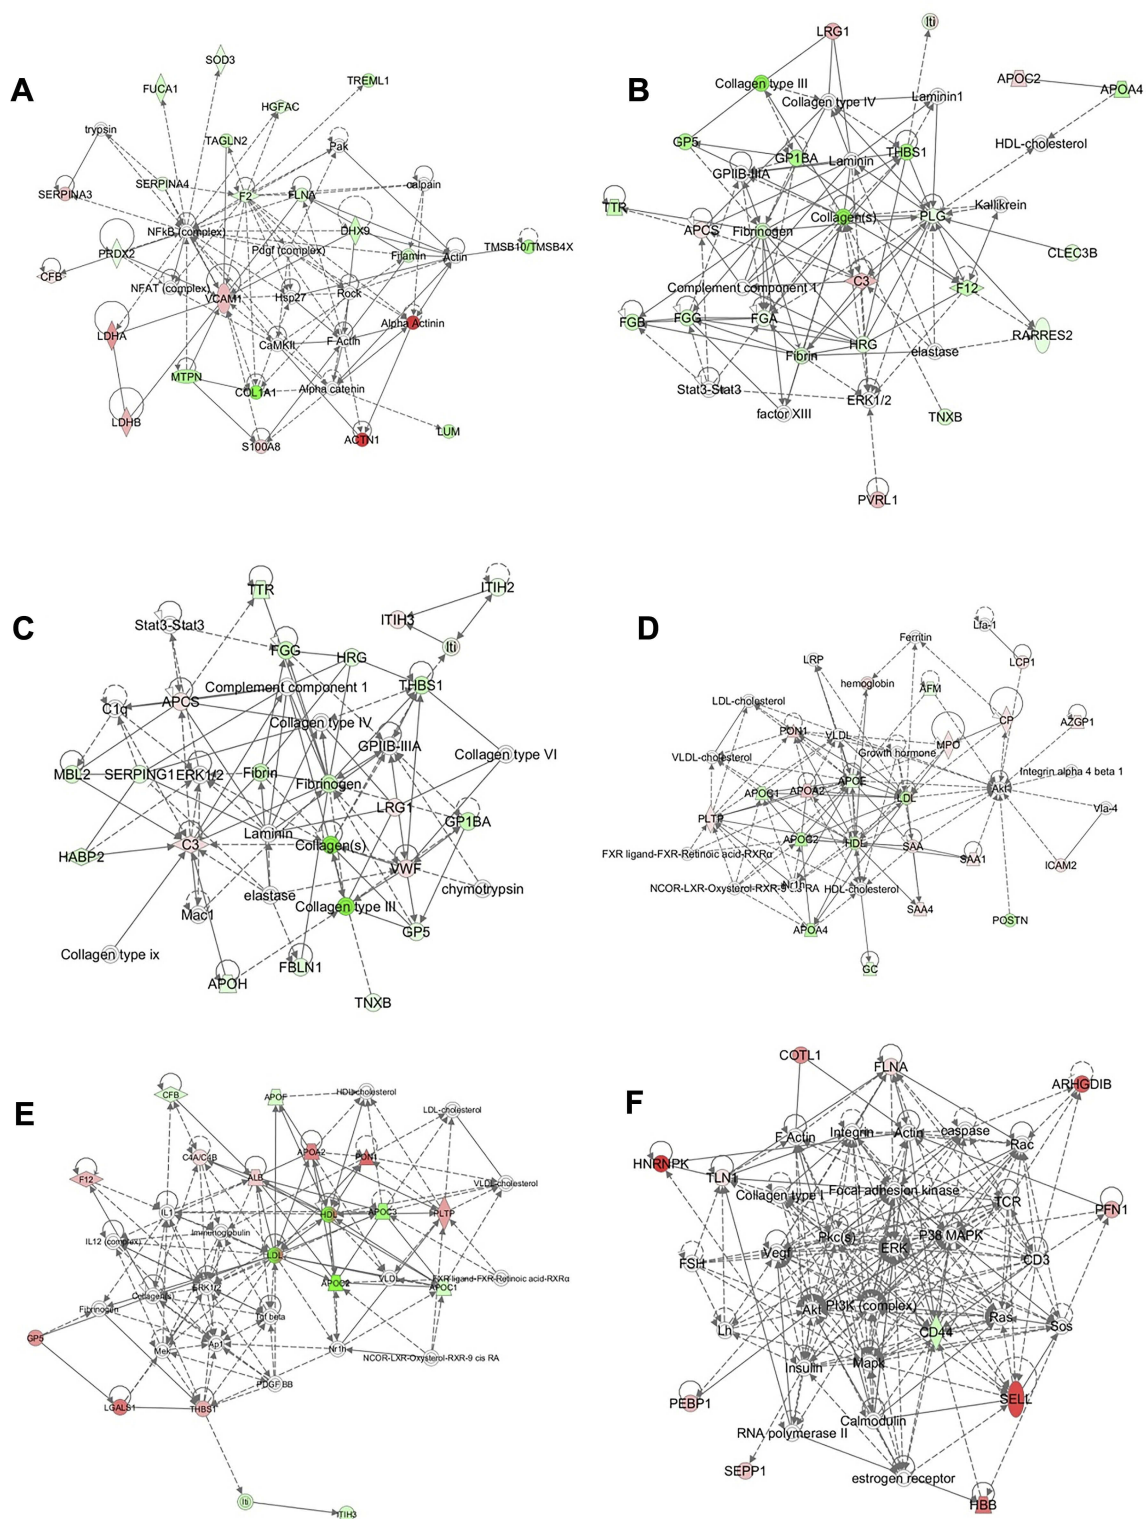 A
SOD3
FUCA1
TREML1
HGFAC
trypsin
TAGLN2
Pak
SERPINA3
SERPINA4
F2
FLNA
calpain
NFkB (complex)
DHX9
PRDX2
Pdgf (complex)
Filamin
Actin
TMSB10/TMSB4X
CFB
NFAT (complex)
VCAM1
Hsp27
Rock
LDHA
Alpha Actinin
CaMKII
F Actin
MTPN
COL1A1
Alpha catenin
LDHB
S100A8
ACTN1
LUM
B
LRG1
Iti
Collagen type III
Collagen type IV
Laminin1
APOC2
APOA4
GP5
GP1BA
Laminin
THBS1
HDL-cholesterol
GPIIB-IIIA
TTR
APCS
Fibrinogen
Collagen(s)
PLG
Kallikrein
CLEC3B
Complement component 1
C3
F12
FGB
FGG
FGA
HRG
Fibrin
elastase
RARRES2
Stat3-Stat3
factor XIII
ERK1/2
TNXB
PVRL1
C
TTR
ITIH2
Stat3-Stat3
ITIH3
Iti
FGG
HRG
Complement component 1
THBS1
C1q
APCS
Collagen type IV
GPIIB-IIIA
Collagen type VI
MBL2
SERPING1
ERK1/2
Fibrin
Fibrinogen
LRG1
GP1BA
Laminin
Collagen(s)
HABP2
C3
VWF
chymotrypsin
elastase
Collagen type III
Mac1
GP5
Collagen type ix
APOH
FBLN1
TNXB
D
Lfa-1
Ferritin
LRP
LCP1
hemoglobin
AFM
LDL-cholesterol
PON1
VLDL
CP
AZGP1
VLDL-cholesterol
Growth hormone
MPO
Integrin alpha 4 beta 1
APOC1
APOA2
APOE
LDL
Akt
Vla-4
PLTP
APOC2
HDL
SAA
FXR ligand-FXR-Retinoic acid-RXRα
SAA1
ICAM2
NCOR-LXR-Oxysterol-RXR-9 cis RA
Nr1h
HDL-cholesterol
SAA4
APOA4
POSTN
GC
E
CFB
APOF
HDL-cholesterol
LDL-cholesterol
C4A/C4B
APOA2
PON1
F12
ALB
VLDL-cholesterol
IL1
HDL
APOC3
PLTP
IL12 (complex)
Immunoglobulin
LDL
ERK1/2
APOC2
VLDL
FXR ligand-FXR-Retinoic acid-RXRα
APOC1
Collagen(s)
Fibrinogen
Tgf beta
GP5
Mek
Ap1
Nr1h
NCOR-LXR-Oxysterol-RXR-9 cis RA
PDGF BB
LGALS1
THBS1
Iti
ITIH3
F
COTL1
FLNA
ARHGDIB
F Actin
Integrin
Actin
caspase
Rac
HNRNPK
TLN1
Collagen type I
Focal adhesion kinase
TCR
PFN1
Pkc(s)
P38 MAPK
FSH
Vegf
ERK
CD3
Akt
PI3K (complex)
Ras
Sos
Lh
CD44
Insulin
Mapk
PEBP1
SELL
Calmodulin
RNA polymerase II
SEPP1
estrogen receptor
HBB